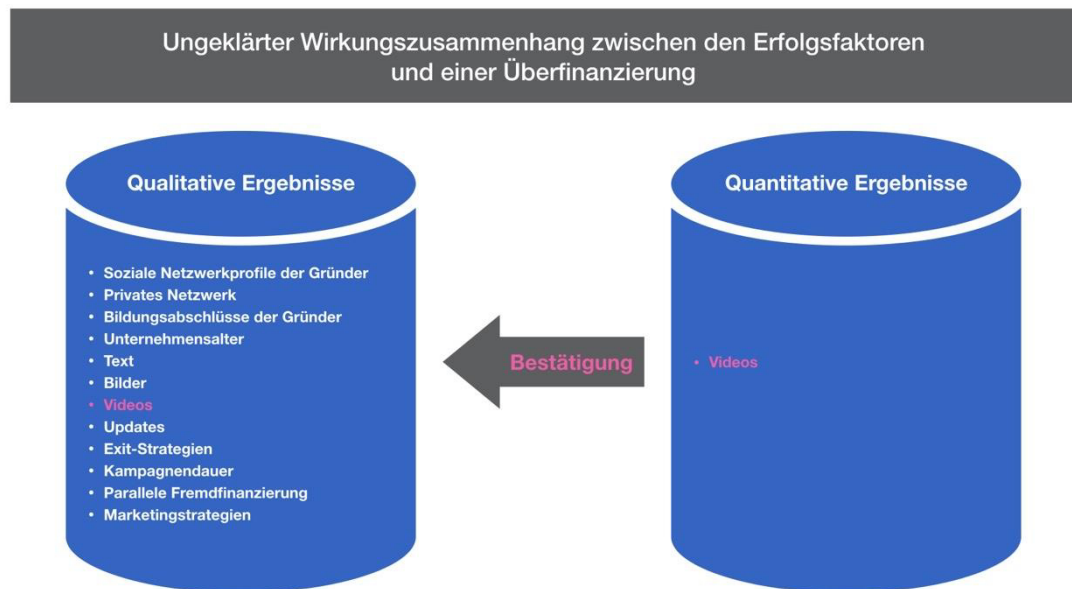 Ungeklärter Wirkungszusammenhang zwischen den Erfolgsfaktoren
und einer Überfinanzierung
Qualitative Ergebnisse
• Soziale Netzwerkprofile der Gründer
• Privates Netzwerk
• Bildungsabschlüsse der Gründer
• Unternehmensalter
• Text
• Bilder
• Videos
• Updates
• Exit-Strategien
• Kampagnendauer
• Parallele Fremdfinanzierung
• Marketingstrategien
Bestätigung
Quantitative Ergebnisse
• Videos